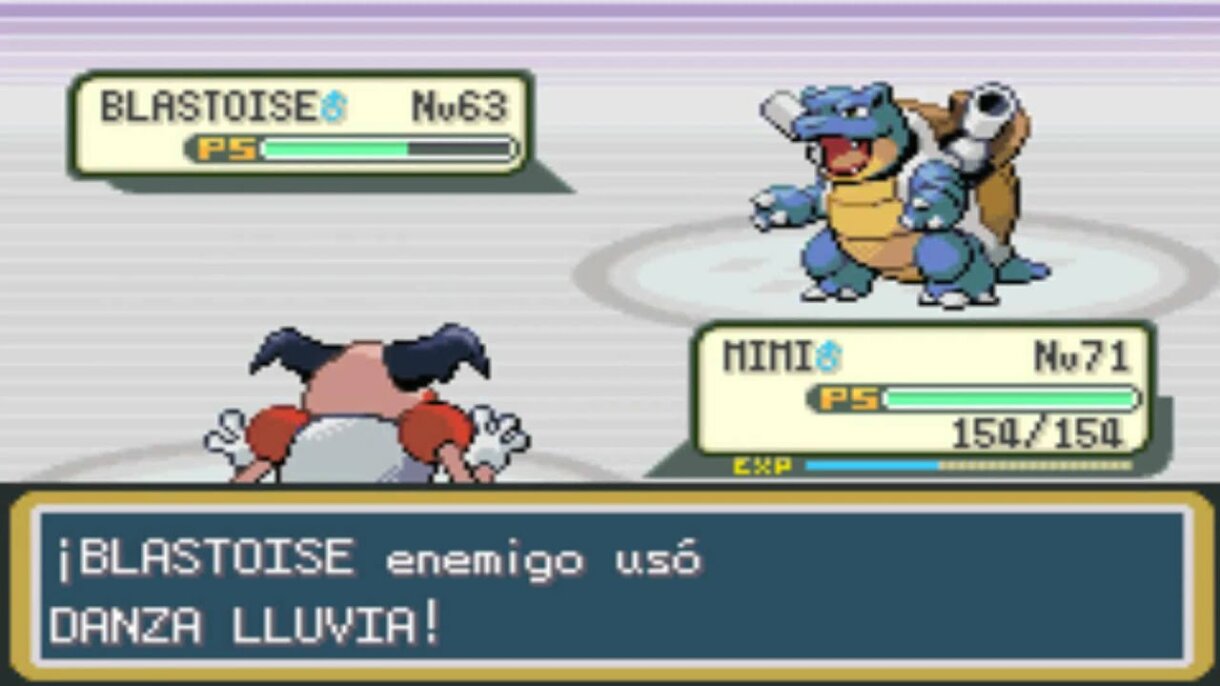 BLASTOISE♂ Nv63
PS
MIMI♂ Nv71
PS
154/154
EXP
¡BLASTOISE enemigo usó
DANZA LLUVIA!